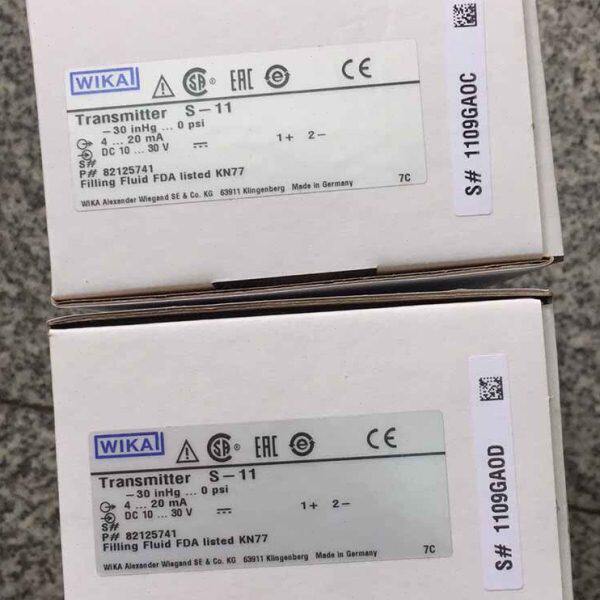 WIKA
EAC
CE
Transmitter S-11
-30 inHg ... 0 psi
4 ... 20 mA
DC 10 ... 30 V 1+ 2-
S#
P# 82125741
Filling Fluid FDA listed KN77
WIKA Alexander Wiegand SE & Co. KG 63911 Klingenberg Made in Germany 7C
S# 1109GAOC
WIKA
EAC
CE
Transmitter S-11
-30 inHg ... 0 psi
4 ... 20 mA
DC 10 ... 30 V 1+ 2-
S#
P# 82125741
Filling Fluid FDA listed KN77
WIKA Alexander Wiegand SE & Co. KG 63911 Klingenberg Made in Germany 7C
S# 1109GAOD